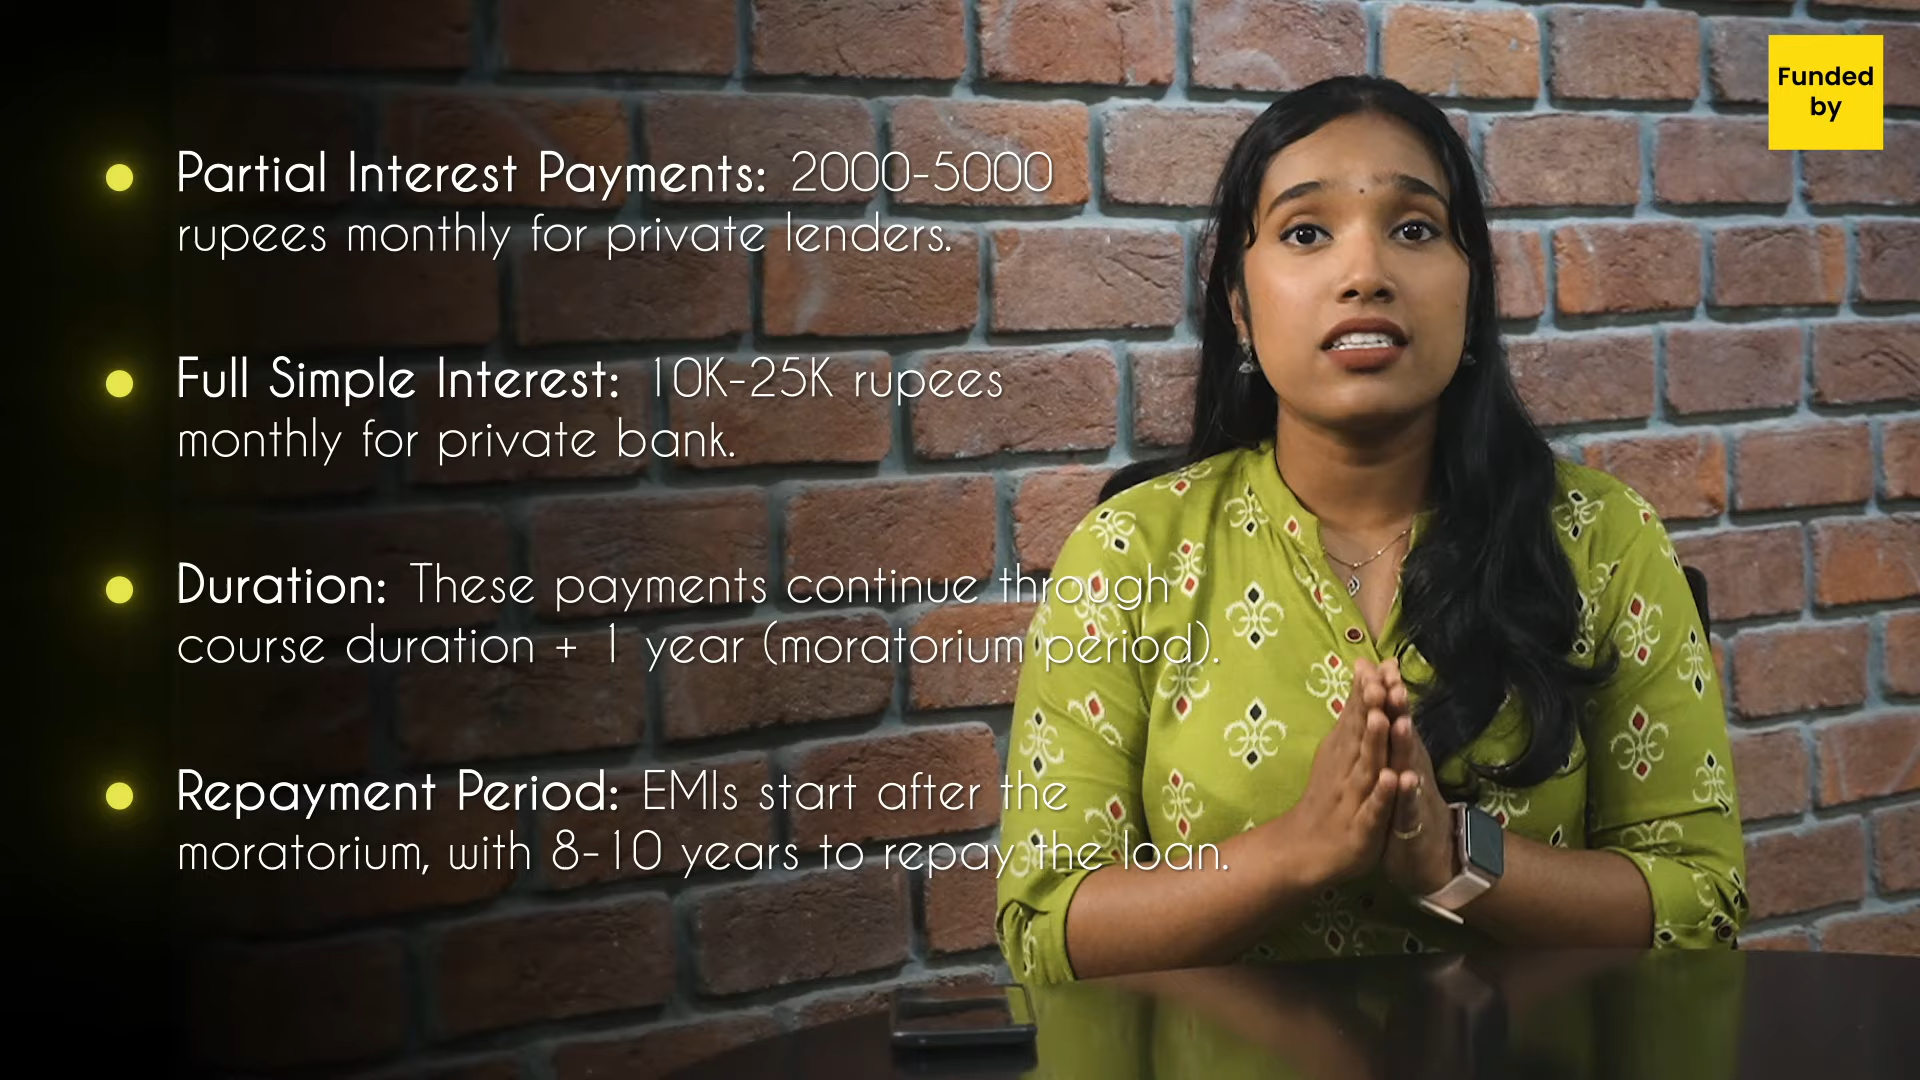 Funded
by
Partial Interest Payments: 2000-5000
rupees monthly for private lenders.
Full Simple Interest: 10K-25K rupees
monthly for private bank.
Duration: These payments continue through
course duration + 1 year (moratorium period).
Repayment Period: EMIs start after the
moratorium, with 8-10 years to repay the loan.